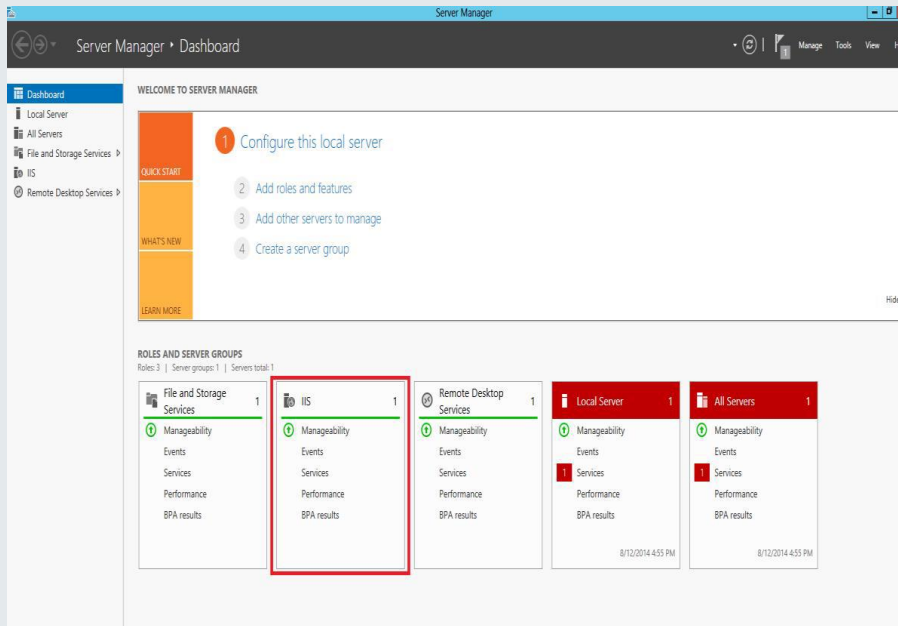 Server Manager
Server Manager • Dashboard
1
Manage
Tools
View
Dashboard
Local Server
All Servers
File and Storage Services
IIS
Remote Desktop Services
WELCOME TO SERVER MANAGER
QUICK START
WHAT'S NEW
LEARN MORE
1 Configure this local server
2 Add roles and features
3 Add other servers to manage
4 Create a server group
ROLES AND SERVER GROUPS
Roles: 3 | Server groups: 1 | Servers total: 1
File and Storage
Services
1
Manageability
Events
Services
Performance
BPA results
IIS 1
Manageability
Events
Services
Performance
BPA results
Remote Desktop
Services
1
Manageability
Events
Services
Performance
BPA results
Local Server 1
Manageability
Events
1 Services
Performance
BPA results
8/12/2014 4:55 PM
All Servers 1
Manageability
Events
1 Services
Performance
BPA results
8/12/2014 4:55 PM